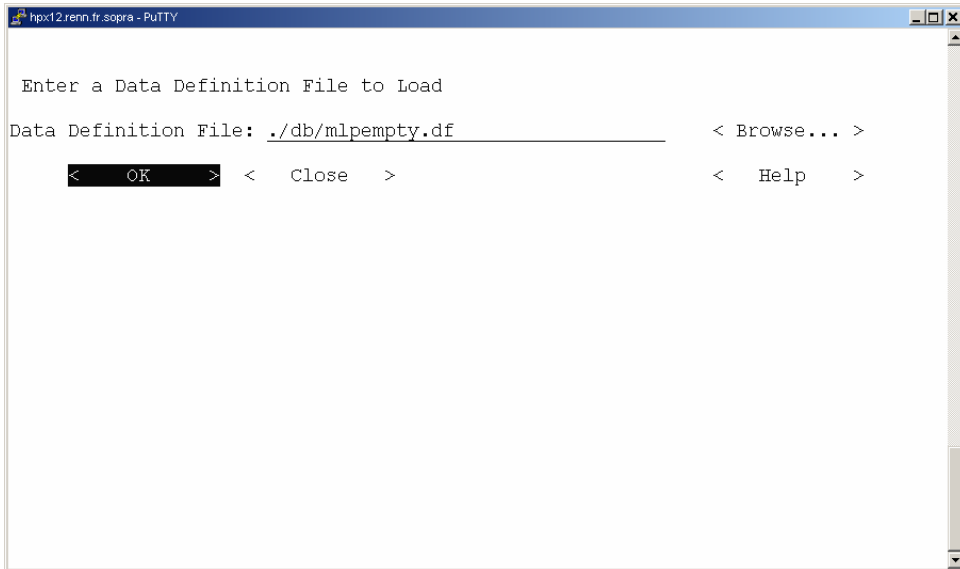 hpx12.renn.fr.sopra - PuTTY
Enter a Data Definition File to Load
Data Definition File: ./db/mlpempty.df < Browse... >
< OK > < Close > < Help >